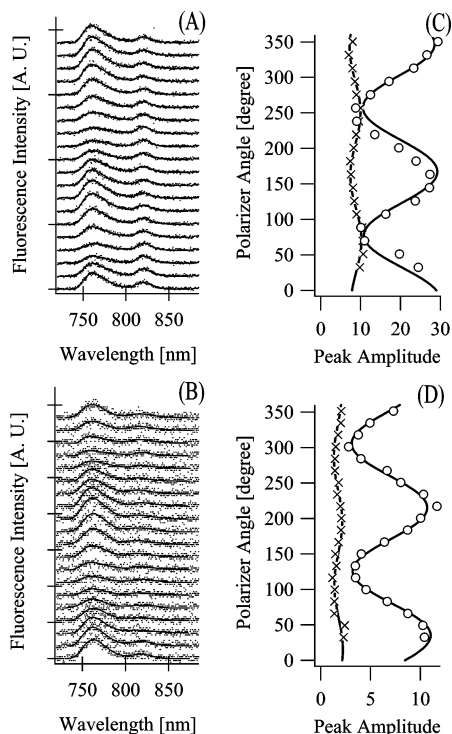 (A)
Fluorescence Intensity [A. U.]
750 800 850
Wavelength [nm]
(C)
Polarizer Angle [degree]
350
300
250
200
150
100
50
0
0 10 20 30
Peak Amplitude
(B)
Fluorescence Intensity [A. U.]
750 800 850
Wavelength [nm]
(D)
Polarizer Angle [degree]
350
300
250
200
150
100
50
0
0 5 10
Peak Amplitude